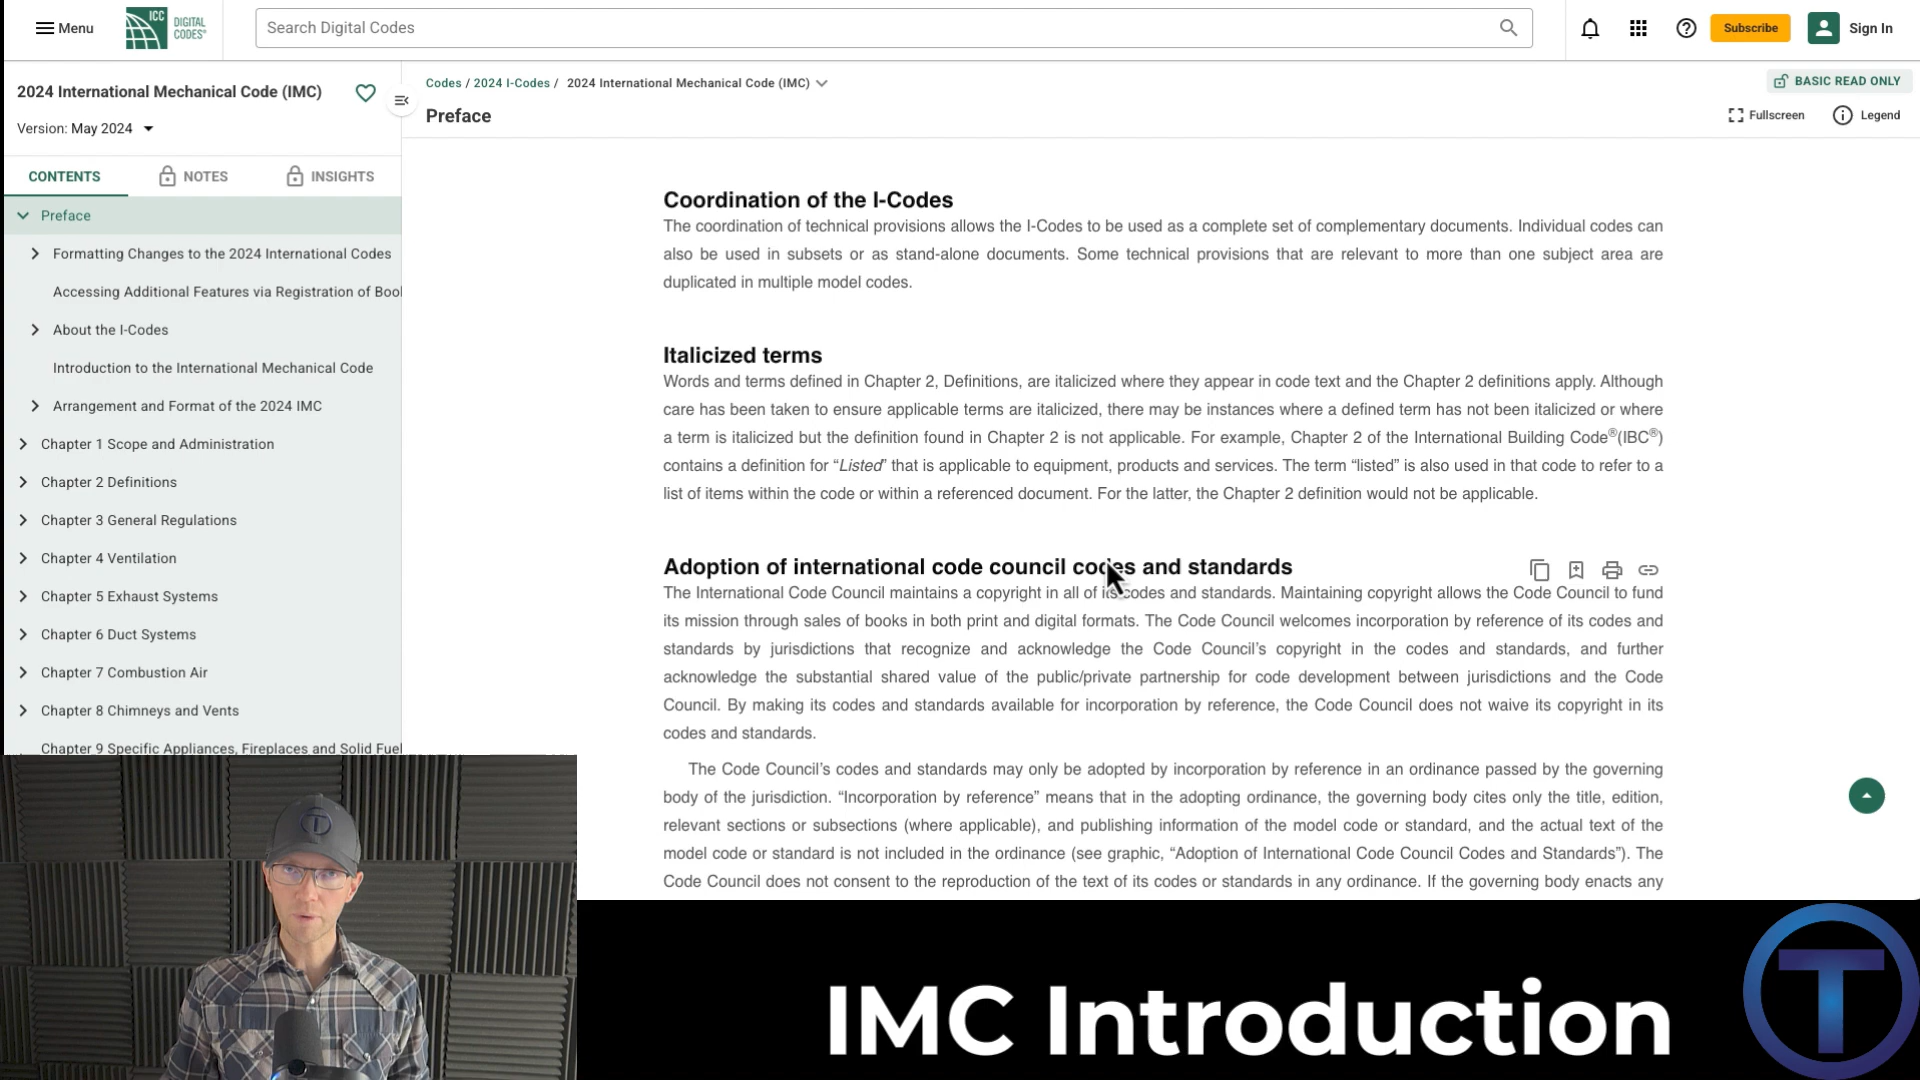 Menu
ICC
DIGITAL
CODES®
Search Digital Codes
Subscribe
Sign In
2024 International Mechanical Code (IMC)
Version: May 2024
CONTENTS
NOTES
INSIGHTS
Preface
Formatting Changes to the 2024 International Codes
Accessing Additional Features via Registration of Bool
About the I-Codes
Introduction to the International Mechanical Code
Arrangement and Format of the 2024 IMC
Chapter 1 Scope and Administration
Chapter 2 Definitions
Chapter 3 General Regulations
Chapter 4 Ventilation
Chapter 5 Exhaust Systems
Chapter 6 Duct Systems
Chapter 7 Combustion Air
Chapter 8 Chimneys and Vents
Chapter 9 Specific Appliances, Fireplaces and Solid Fuel
Codes / 2024 I-Codes / 2024 International Mechanical Code (IMC)
BASIC READ ONLY
Preface
Fullscreen
Legend
Coordination of the I-Codes
The coordination of technical provisions allows the I-Codes to be used as a complete set of complementary documents. Individual codes can
also be used in subsets or as stand-alone documents. Some technical provisions that are relevant to more than one subject area are
duplicated in multiple model codes.
Italicized terms
Words and terms defined in Chapter 2, Definitions, are italicized where they appear in code text and the Chapter 2 definitions apply. Although
care has been taken to ensure applicable terms are italicized, there may be instances where a defined term has not been italicized or where
a term is italicized but the definition found in Chapter 2 is not applicable. For example, Chapter 2 of the International Building Code®(IBC®)
contains a definition for “Listed” that is applicable to equipment, products and services. The term “listed” is also used in that code to refer to a
list of items within the code or within a referenced document. For the latter, the Chapter 2 definition would not be applicable.
Adoption of international code council codes and standards
The International Code Council maintains a copyright in all of its codes and standards. Maintaining copyright allows the Code Council to fund
its mission through sales of books in both print and digital formats. The Code Council welcomes incorporation by reference of its codes and
standards by jurisdictions that recognize and acknowledge the Code Council’s copyright in the codes and standards, and further
acknowledge the substantial shared value of the public/private partnership for code development between jurisdictions and the Code
Council. By making its codes and standards available for incorporation by reference, the Code Council does not waive its copyright in its
codes and standards.
The Code Council’s codes and standards may only be adopted by incorporation by reference in an ordinance passed by the governing
body of the jurisdiction. “Incorporation by reference” means that in the adopting ordinance, the governing body cites only the title, edition,
relevant sections or subsections (where applicable), and publishing information of the model code or standard, and the actual text of the
model code or standard is not included in the ordinance (see graphic, “Adoption of International Code Council Codes and Standards”). The
Code Council does not consent to the reproduction of the text of its codes or standards in any ordinance. If the governing body enacts any
T
IMC Introduction
T